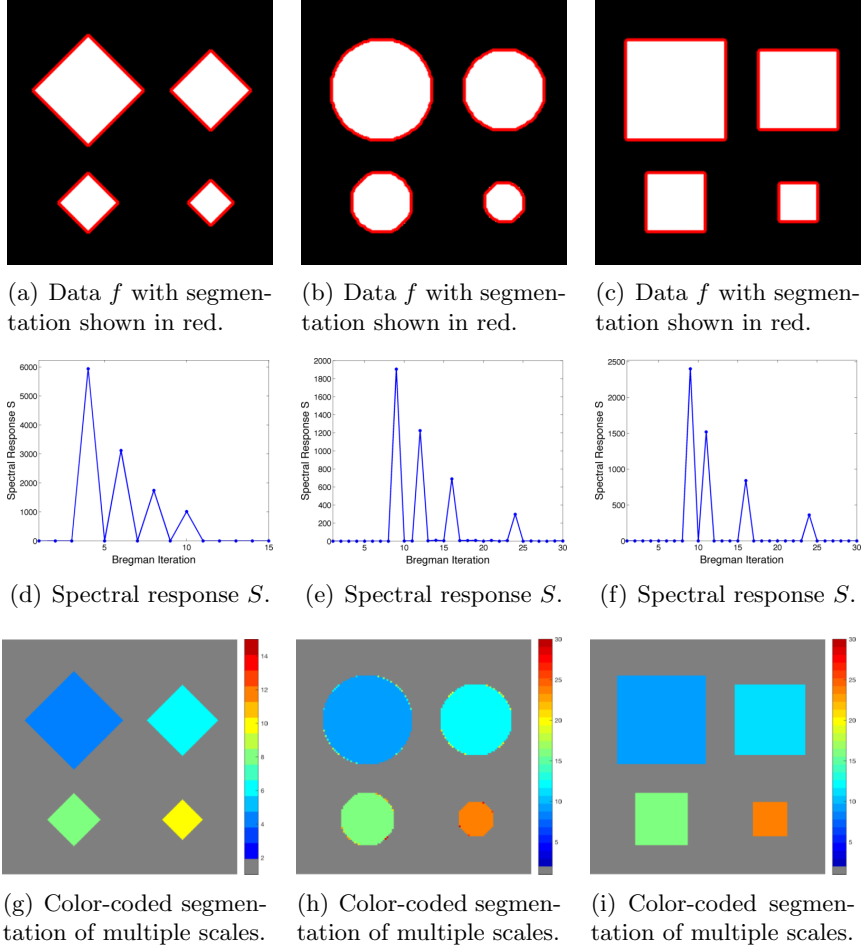 (a) Data f with segmen-
tation shown in red.
(b) Data f with segmen-
tation shown in red.
(c) Data f with segmen-
tation shown in red.
Spectral Response S
6000
5000
4000
3000
2000
1000
0
5
10
15
Bregman Iteration
Spectral Response S
2000
1800
1600
1400
1200
1000
800
600
400
200
0
5
10
15
20
25
30
Bregman Iteration
Spectral Response S
2500
2000
1500
1000
500
0
5
10
15
20
25
30
Bregman Iteration
(d) Spectral response S.
(e) Spectral response S.
(f) Spectral response S.
14
12
10
8
6
4
2
30
25
20
15
10
5
30
25
20
15
10
5
(g) Color-coded segmen-
tation of multiple scales.
(h) Color-coded segmen-
tation of multiple scales.
(i) Color-coded segmen-
tation of multiple scales.